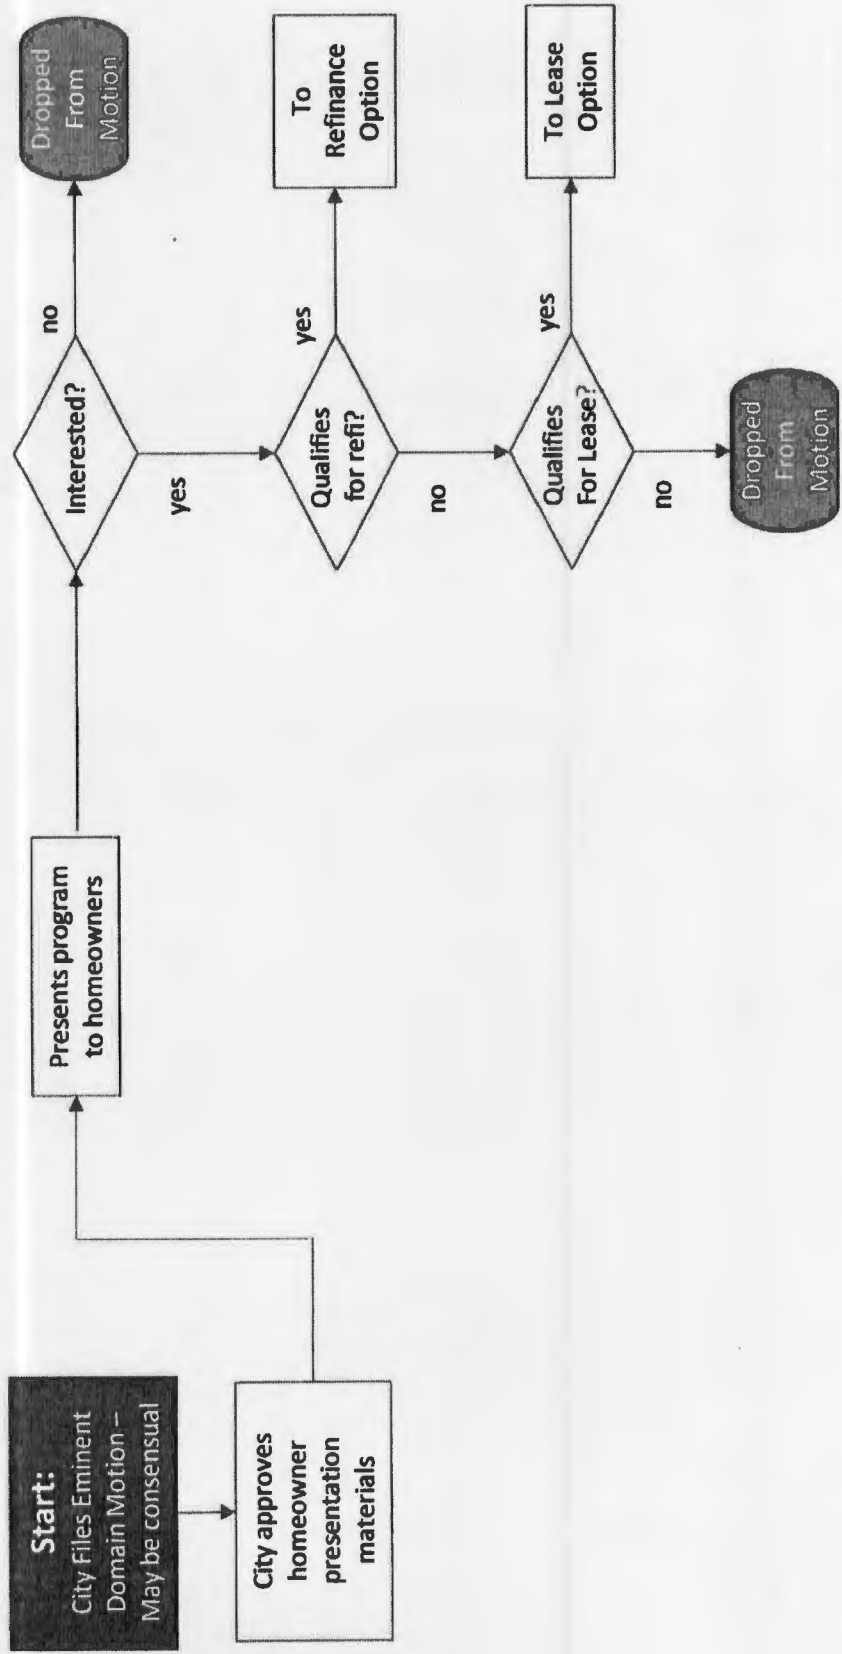 Start:
City Files Eminent
Domain Motion –
May be consensual
City approves
homeowner
presentation
materials
Presents program
to homeowners
Interested?
no
Dropped
From
Motion
yes
Qualifies
for refi?
yes
To
Refinance
Option
no
Qualifies
For Lease?
yes
To Lease
Option
no
Dropped
From
Motion